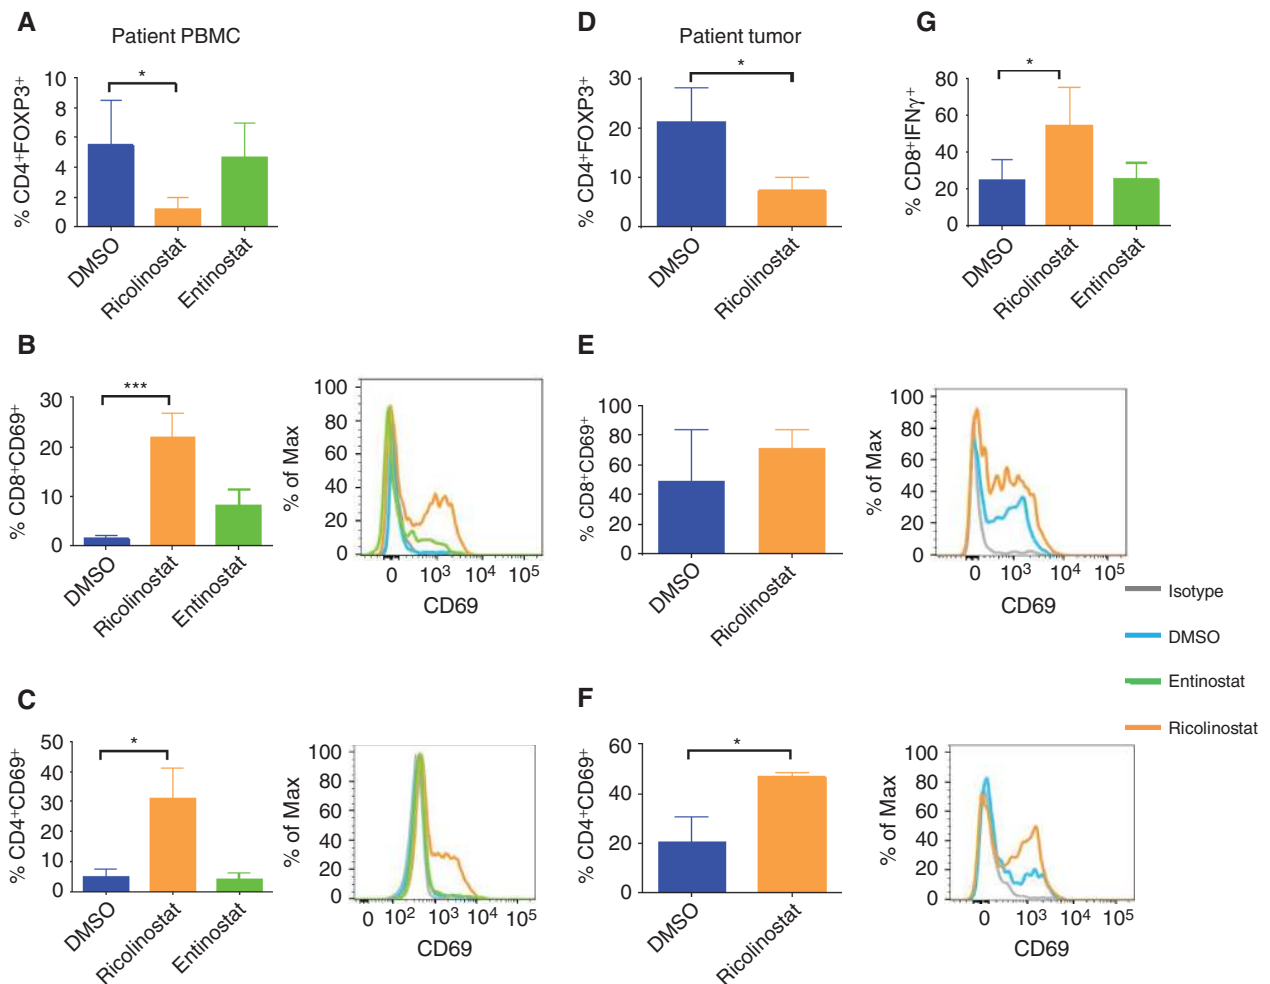 A
Patient PBMC
% CD4+FOXP3+
10
8
6
4
2
0
*
DMSO
Ricolinostat
Entinostat
D
Patient tumor
% CD4+FOXP3+
30
20
10
0
*
DMSO
Ricolinostat
G
% CD8+IFNγ+
80
60
40
20
0
*
DMSO
Ricolinostat
Entinostat
B
% CD8+CD69+
30
20
10
0
***
DMSO
Ricolinostat
Entinostat
% of Max
100
80
60
40
20
0
0 10³ 10⁴ 10⁵
CD69
E
% CD8+CD69+
100
80
60
40
20
0
DMSO
Ricolinostat
% of Max
100
80
60
40
20
0
0 10³ 10⁴ 10⁵
CD69
Isotype
DMSO
Entinostat
Ricolinostat
C
% CD4+CD69+
50
40
30
20
10
0
*
DMSO
Ricolinostat
Entinostat
% of Max
100
80
60
40
20
0
0 10² 10³ 10⁴ 10⁵
CD69
F
% CD4+CD69+
60
40
20
0
*
DMSO
Ricolinostat
% of Max
100
80
60
40
20
0
0 10³ 10⁴ 10⁵
CD69